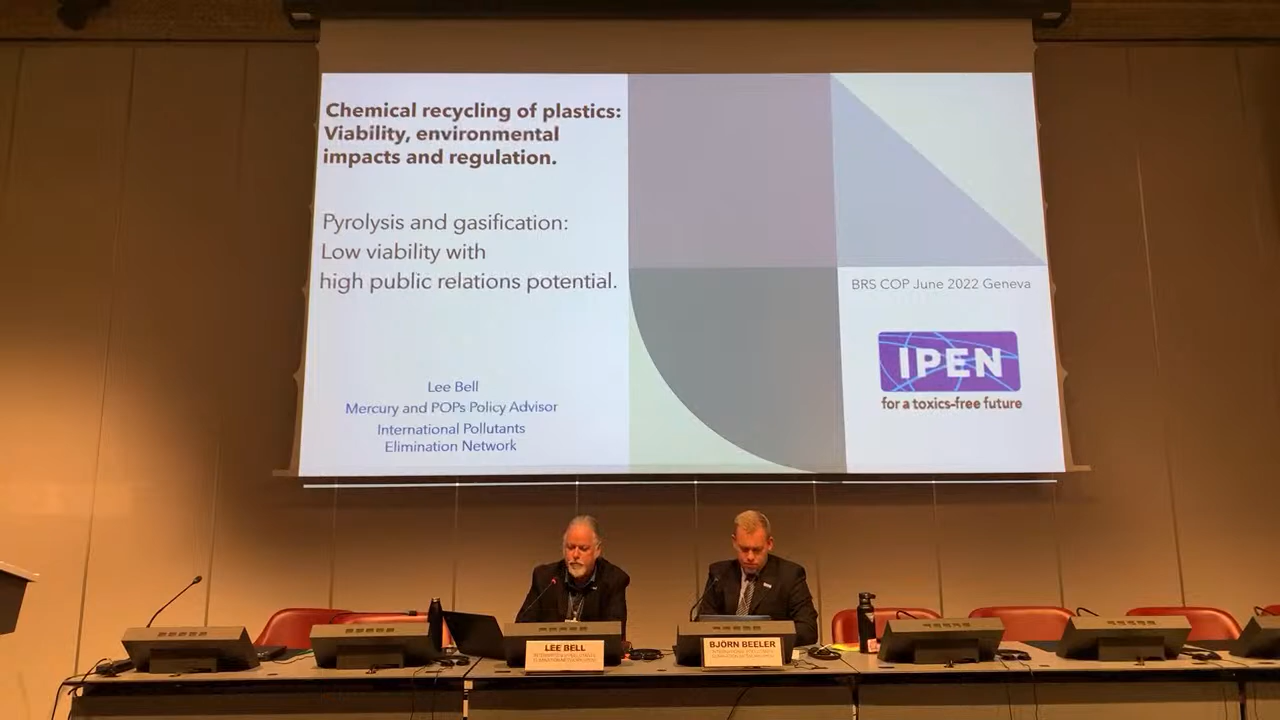 Chemical recycling of plastics:
Viability, environmental
impacts and regulation.
Pyrolysis and gasification:
Low viability with
high public relations potential.
Lee Bell
Mercury and POPs Policy Advisor
International Pollutants
Elimination Network
BRS COP June 2022 Geneva
IPEN
for a toxics-free future
LEE BELL
BJÖRN BEELER